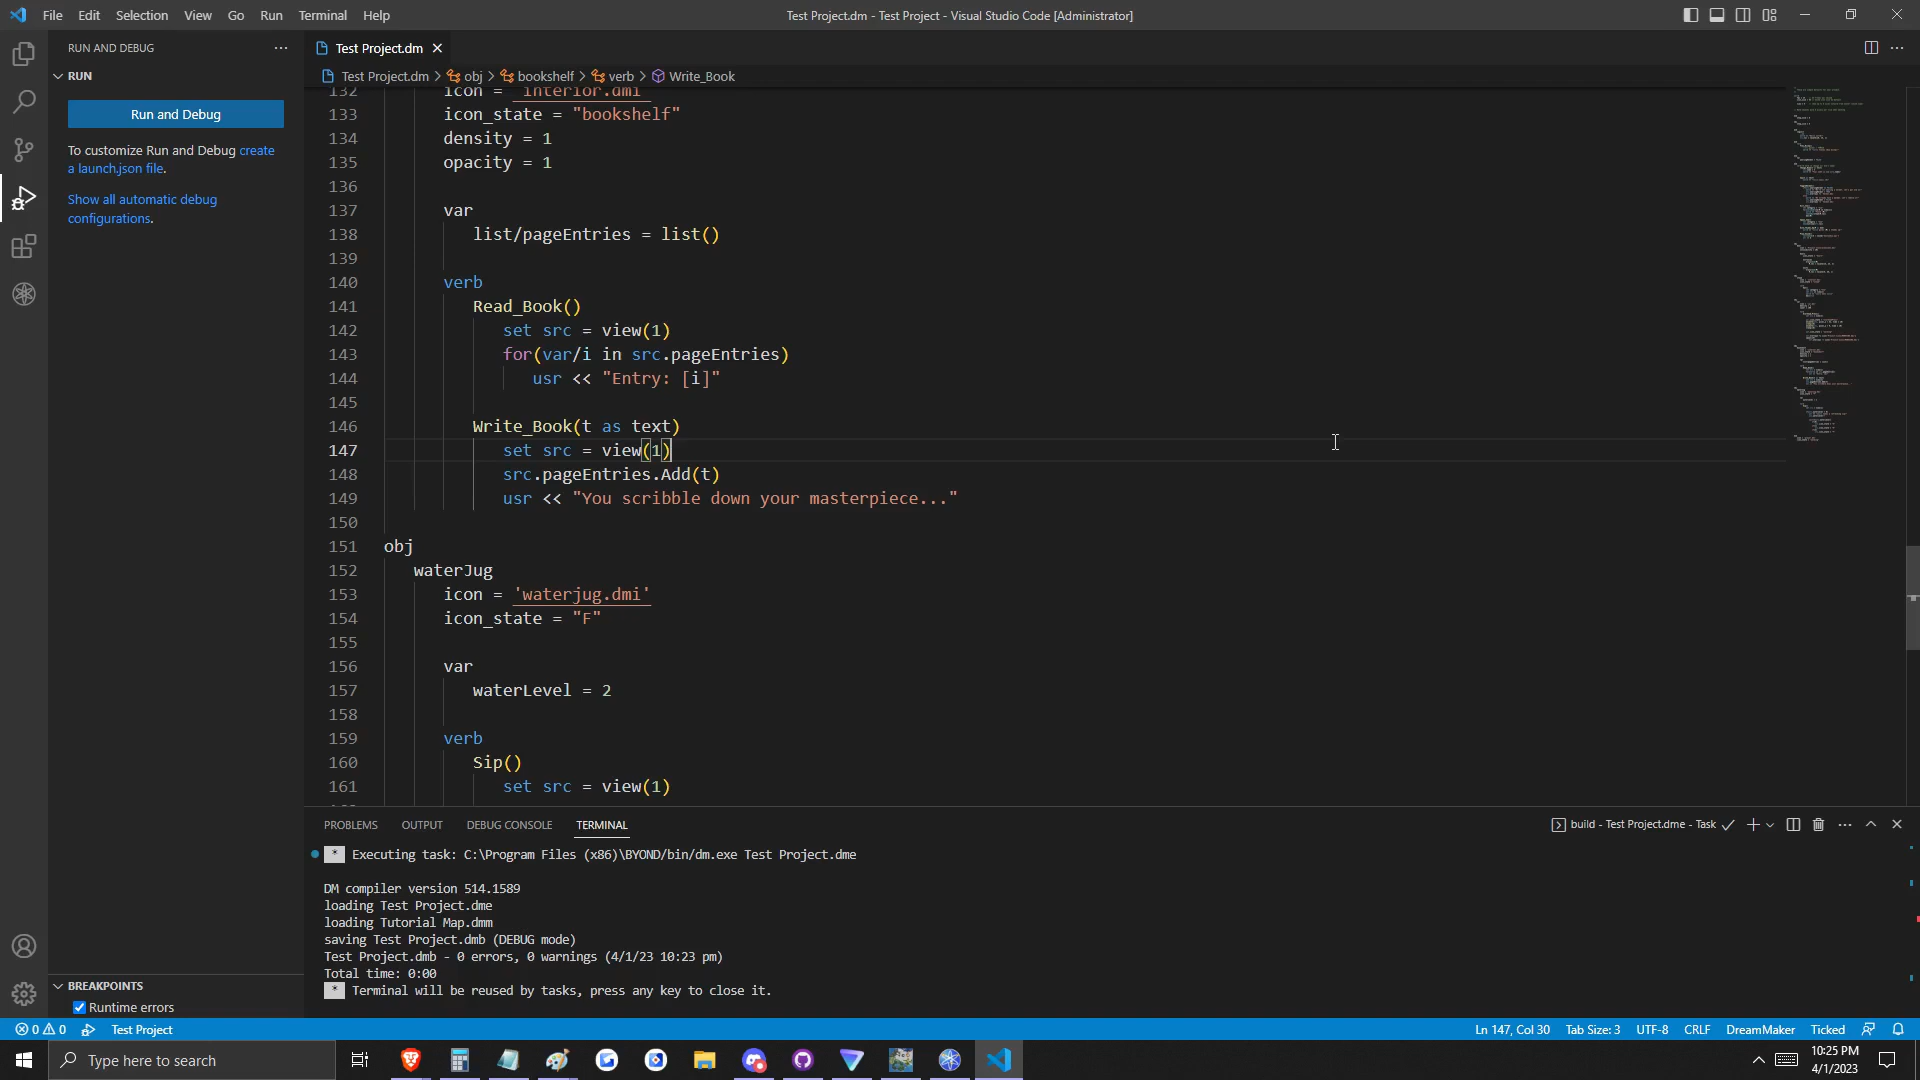 File Edit Selection View Go Run Terminal Help
Test Project.dm - Test Project - Visual Studio Code [Administrator]
RUN AND DEBUG
RUN
Run and Debug
To customize Run and Debug create
a launch.json file.
Show all automatic debug
configurations.
Test Project.dm
Test Project.dm > obj > bookshelf > verb > Write_Book
132 icon = 'interior.dmi'
133 icon_state = "bookshelf"
134 density = 1
135 opacity = 1
136
137 var
138 list/pageEntries = list()
139
140 verb
141 Read_Book()
142 set src = view(1)
143 for(var/i in src.pageEntries)
144 usr << "Entry: [i]"
145
146 Write_Book(t as text)
147 set src = view(1)
148 src.pageEntries.Add(t)
149 usr << "You scribble down your masterpiece..."
150
151 obj
152 waterJug
153 icon = 'waterjug.dmi'
154 icon_state = "F"
155
156 var
157 waterLevel = 2
158
159 verb
160 Sip()
161 set src = view(1)
PROBLEMS OUTPUT DEBUG CONSOLE TERMINAL
build - Test Project.dme - Task
* Executing task: C:\Program Files (x86)\BYOND/bin/dm.exe Test Project.dme
DM compiler version 514.1589
loading Test Project.dme
loading Tutorial Map.dmm
saving Test Project.dmb (DEBUG mode)
Test Project.dmb - 0 errors, 0 warnings (4/1/23 10:23 pm)
Total time: 0:00
* Terminal will be reused by tasks, press any key to close it.
BREAKPOINTS
Runtime errors
0 0 Test Project
Ln 147, Col 30 Tab Size: 3 UTF-8 CRLF DreamMaker Ticked
Type here to search
10:25 PM
4/1/2023